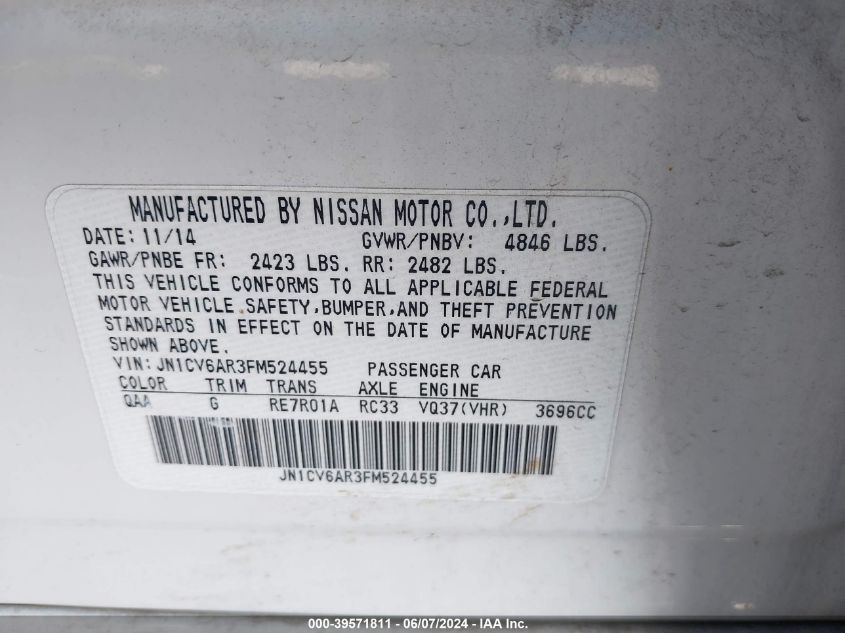 MANUFACTURED BY NISSAN MOTOR CO.,LTD.
DATE: 11/14 GVWR/PNBV: 4846 LBS.
GAWR/PNBE FR: 2423 LBS. RR: 2482 LBS.
THIS VEHICLE CONFORMS TO ALL APPLICABLE FEDERAL
MOTOR VEHICLE SAFETY, BUMPER, AND THEFT PREVENTION
STANDARDS IN EFFECT ON THE DATE OF MANUFACTURE
SHOWN ABOVE.
VIN: JN1CV6AR3FM524455 PASSENGER CAR
COLOR TRIM TRANS AXLE ENGINE
QAA G RE7R01A RC33 VQ37(VHR) 3696CC
JN1CV6AR3FM524455
000-39571811 - 06/07/2024 - IAA Inc.